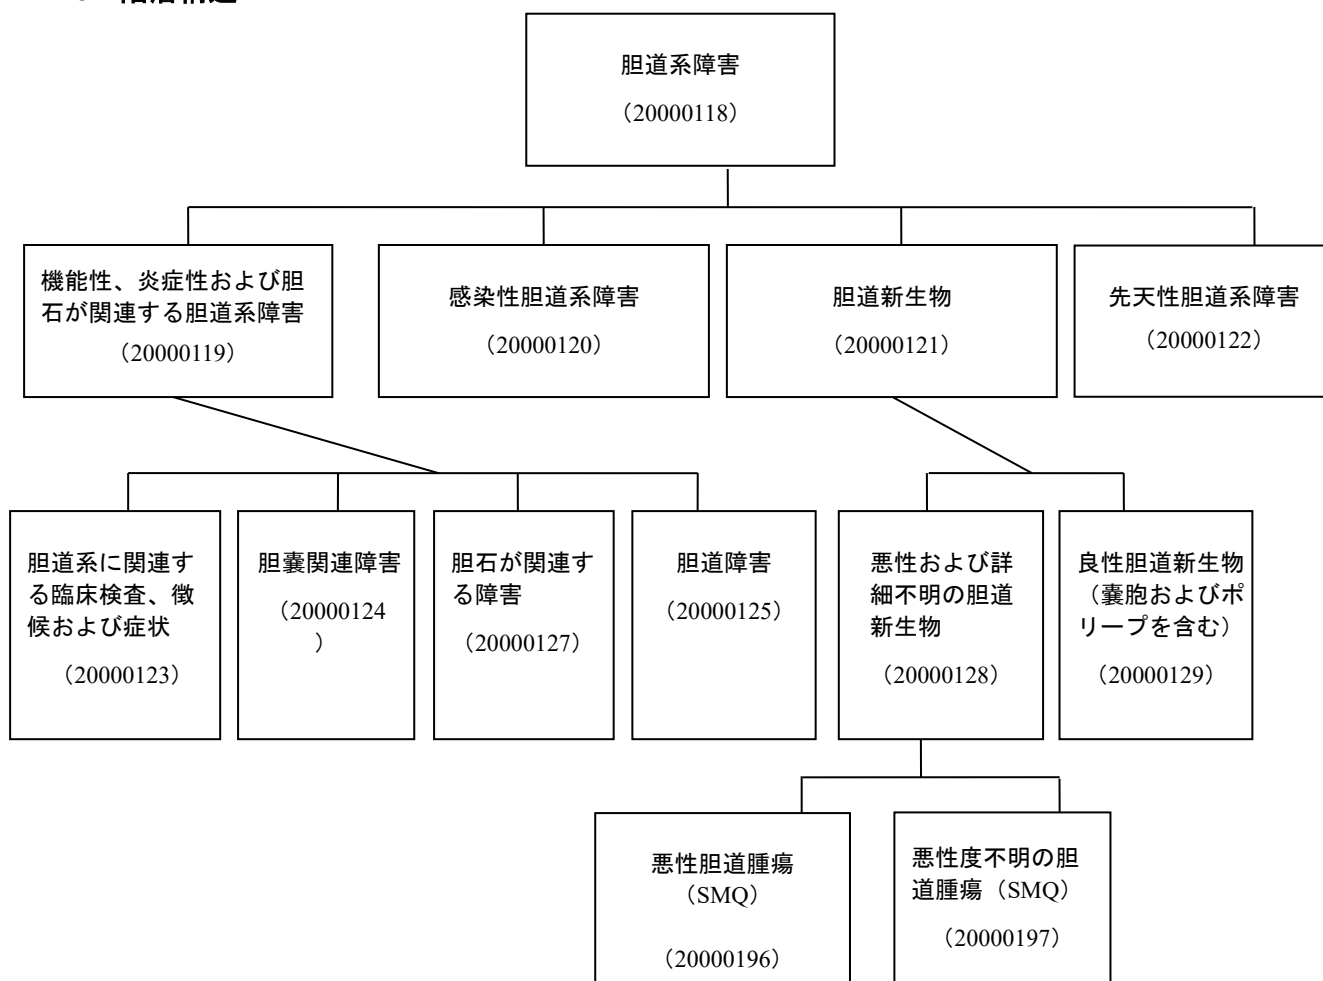 胆道系障害
（20000118）
機能性、炎症性および胆
石が関連する胆道系障害
（20000119）
感染性胆道系障害
（20000120）
胆道新生物
（20000121）
先天性胆道系障害
（20000122）
胆道系に関連す
る臨床検査、徴
候および症状
（20000123）
胆嚢関連障害
（20000124
）
胆石が関連す
る障害
（20000127）
胆道障害
（20000125）
悪性および詳
細不明の胆道
新生物
（20000128）
良性胆道新生物
（嚢胞およびポ
リープを含む）
（20000129）
悪性胆道腫瘍
（SMQ）
（20000196）
悪性度不明の胆
道腫瘍（SMQ）
（20000197）